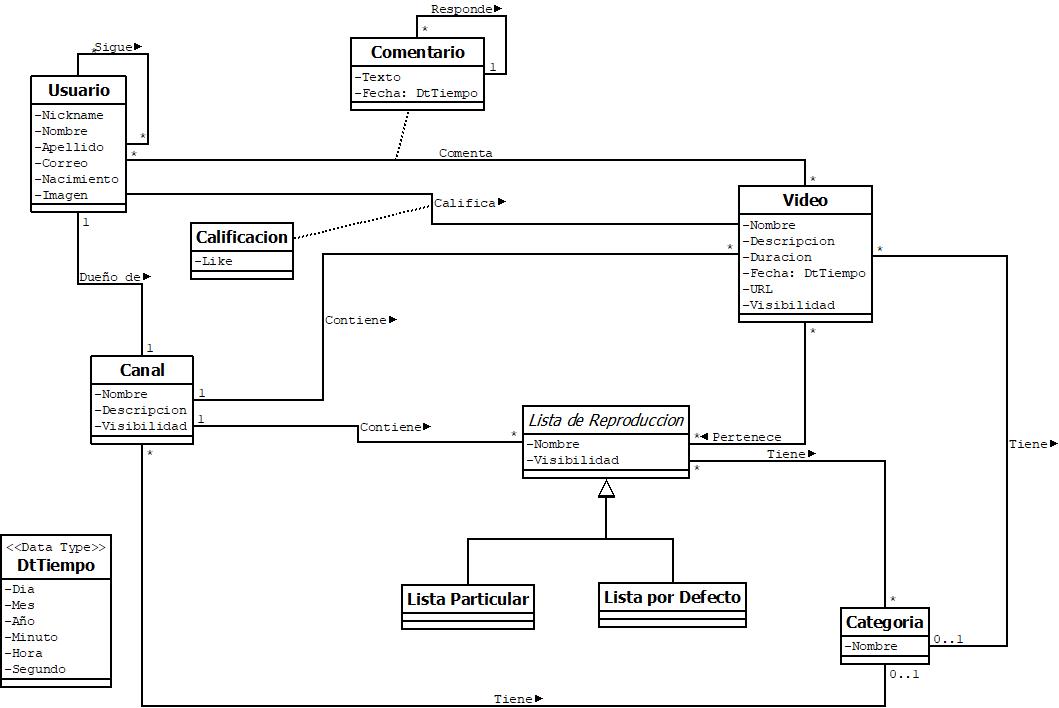 Responde►
*
Comentario
1
-Texto
-Fecha: DtTiempo
*
Sigue►
Usuario
-Nickname
-Nombre
-Apellido
-Correo
-Nacimiento
-Imagen
*
*
Comenta
*
1
Califica►
Calificacion
-Like
Video
-Nombre
-Descripcion
-Duracion
-Fecha: DtTiempo
-URL
-Visibilidad
*
*
*
Dueño de►
1
Contiene►
Canal
-Nombre
-Descripcion
-Visibilidad
1
1
*
Contiene►
*
Lista de Reproduccion
-Nombre
-Visibilidad
*◄ Pertenece
*
Tiene►
Tiene►
<<Data Type>>
DtTiempo
-Dia
-Mes
-Año
-Minuto
-Hora
-Segundo
Lista Particular
Lista por Defecto
*
Categoria
-Nombre
0..1
0..1
Tiene►